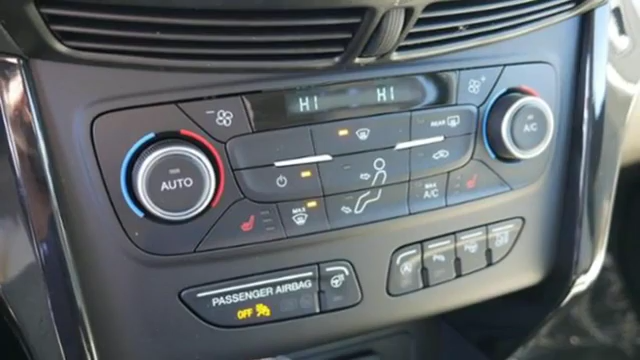 HI HI
REAR
AUTO
A/C
MAX
MAX
A/C
PASSENGER AIRBAG
OFF